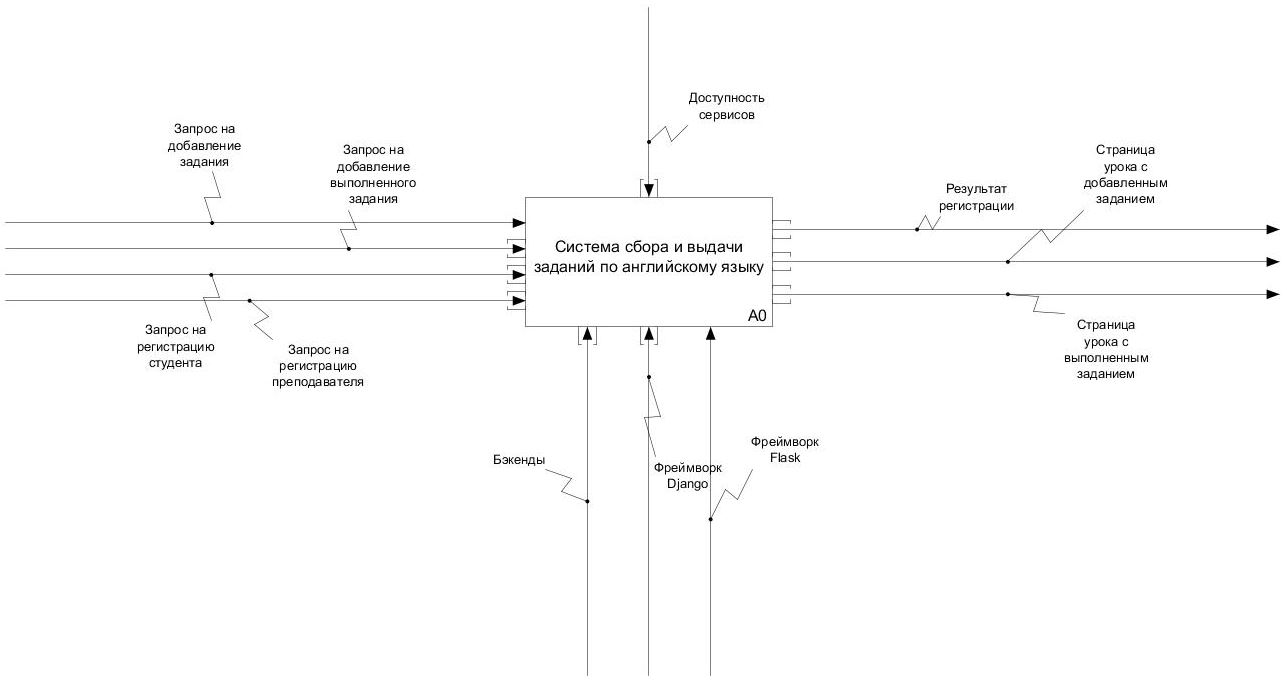 Доступность
сервисов
Запрос на
добавление
задания
Запрос на
добавление
выполненного
задания
Страница
урока с
добавленным
заданием
Результат
регистрации
Система сбора и выдачи
заданий по английскому языку
A0
Запрос на
регистрацию
студента
Запрос на
регистрацию
преподавателя
Страница
урока с
выполненным
заданием
Бэкенды
Фреймворк
Django
Фреймворк
Flask